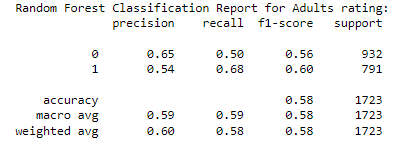 Random Forest Classification Report for Adults rating:
precision recall f1-score support
0 0.65 0.50 0.56 932
1 0.54 0.68 0.60 791
accuracy 0.58 1723
macro avg 0.59 0.59 0.58 1723
weighted avg 0.60 0.58 0.58 1723